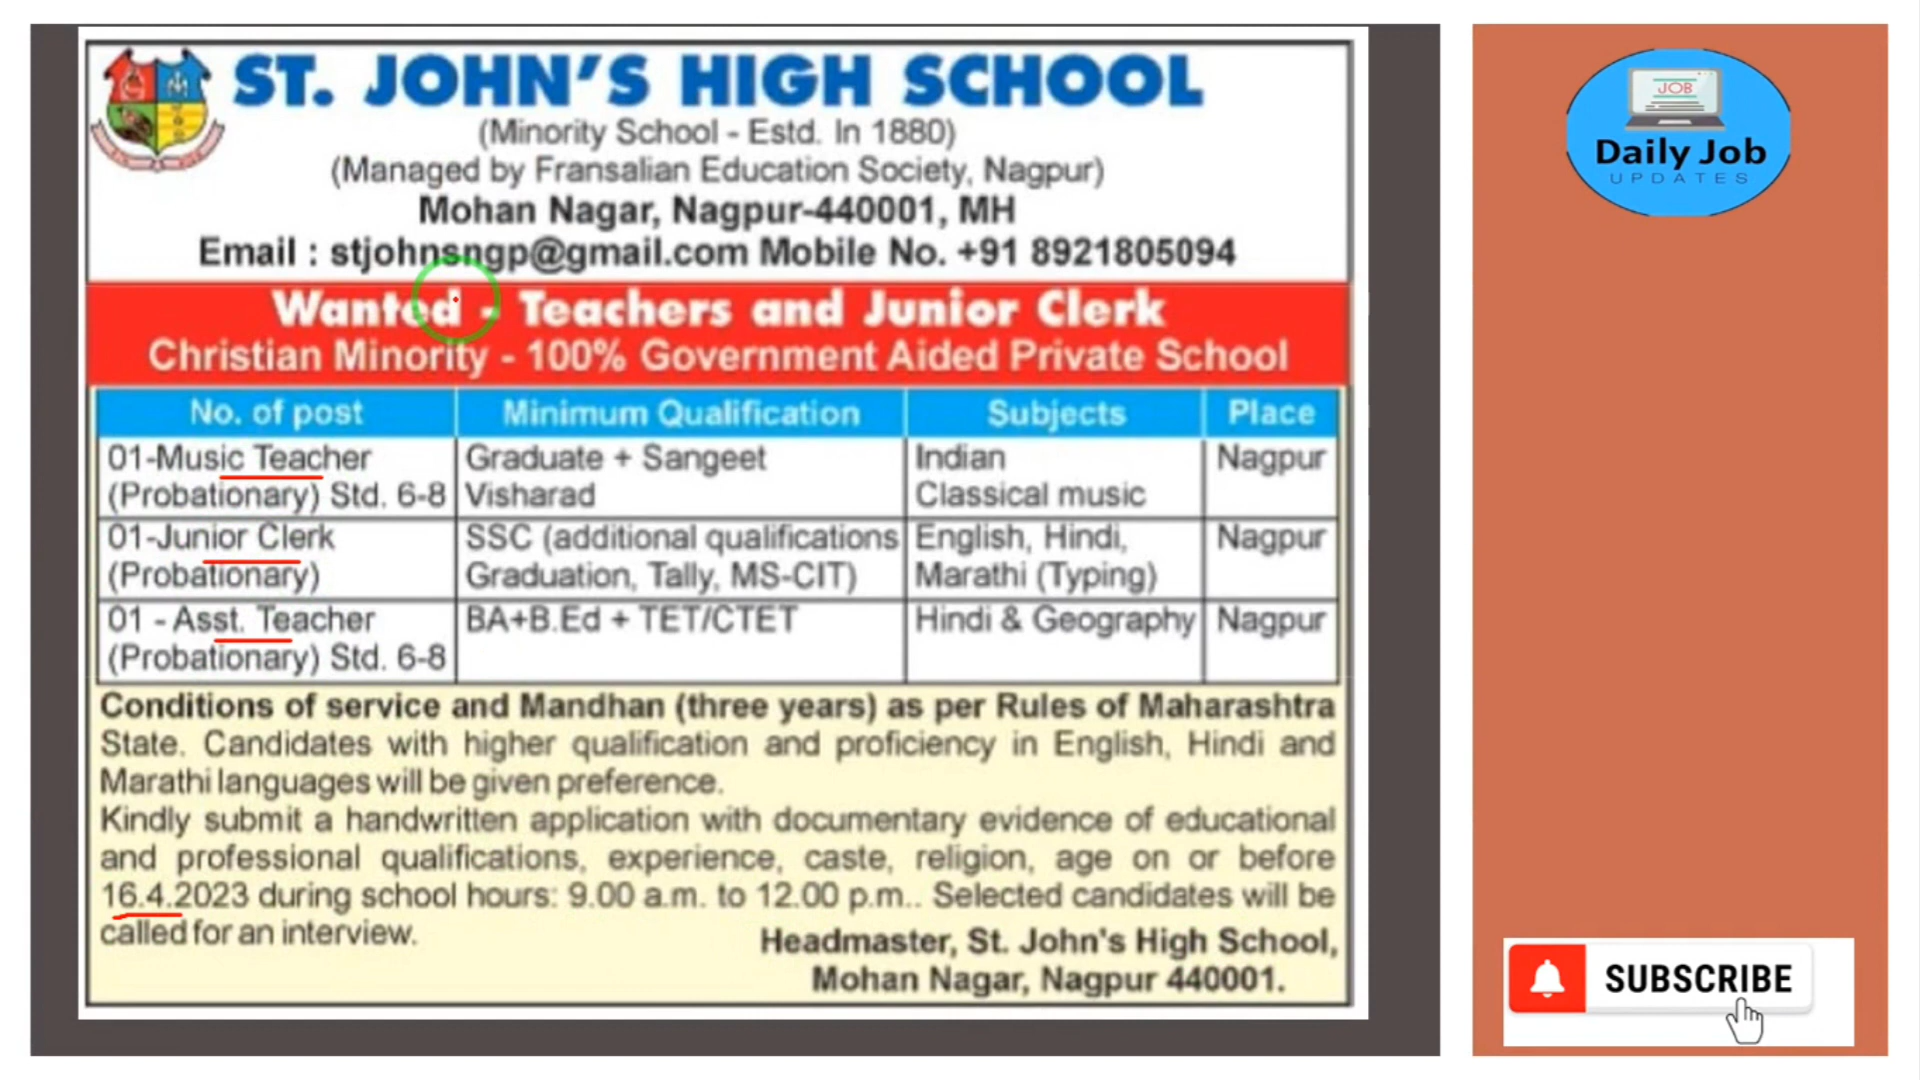 ST. JOHN'S HIGH SCHOOL
(Minority School - Estd. In 1880)
(Managed by Fransalian Education Society, Nagpur)
Mohan Nagar, Nagpur-440001, MH
Email : stjohnsngp@gmail.com Mobile No. +91 8921805094
Wanted - Teachers and Junior Clerk
Christian Minority - 100% Government Aided Private School
No. of post Minimum Qualification Subjects Place
01-Music Teacher Graduate + Sangeet Indian Nagpur
(Probationary) Std. 6-8 Visharad Classical music
01-Junior Clerk SSC (additional qualifications English, Hindi, Nagpur
(Probationary) Graduation, Tally, MS-CIT) Marathi (Typing)
01 - Asst. Teacher BA+B.Ed + TET/CTET Hindi & Geography Nagpur
(Probationary) Std. 6-8
Conditions of service and Mandhan (three years) as per Rules of Maharashtra
State. Candidates with higher qualification and proficiency in English, Hindi and
Marathi languages will be given preference.
Kindly submit a handwritten application with documentary evidence of educational
and professional qualifications, experience, caste, religion, age on or before
16.4.2023 during school hours: 9.00 a.m. to 12.00 p.m.. Selected candidates will be
called for an interview.
Headmaster, St. John's High School,
Mohan Nagar, Nagpur 440001.
JOB
Daily Job
UPDATES
SUBSCRIBE